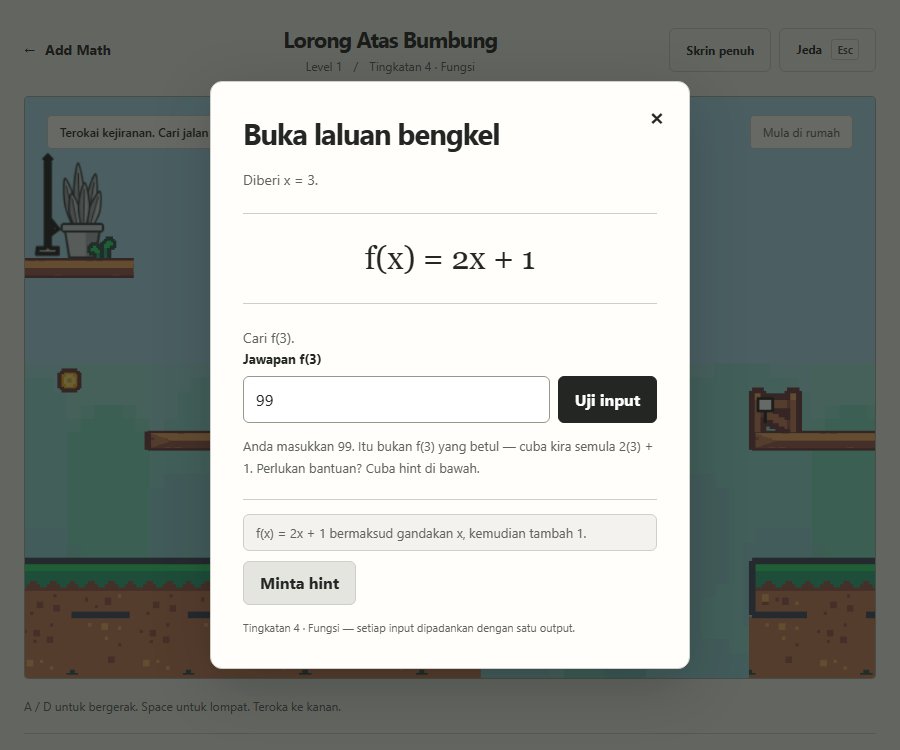 ← Add Math
Lorong Atas Bumbung
Level 1 / Tingkatan 4 · Fungsi
Skrin penuh
Jeda Esc
Terokai kejiranan. Cari jalan
Mula di rumah
Buka laluan bengkel
×
Diberi x = 3.
f(x) = 2x + 1
Cari f(3).
Jawapan f(3)
99
Uji input
Anda masukkan 99. Itu bukan f(3) yang betul — cuba kira semula 2(3) +
1. Perlukan bantuan? Cuba hint di bawah.
f(x) = 2x + 1 bermaksud gandakan x, kemudian tambah 1.
Minta hint
Tingkatan 4 · Fungsi — setiap input dipadankan dengan satu output.
A / D untuk bergerak. Space untuk lompat. Teroka ke kanan.